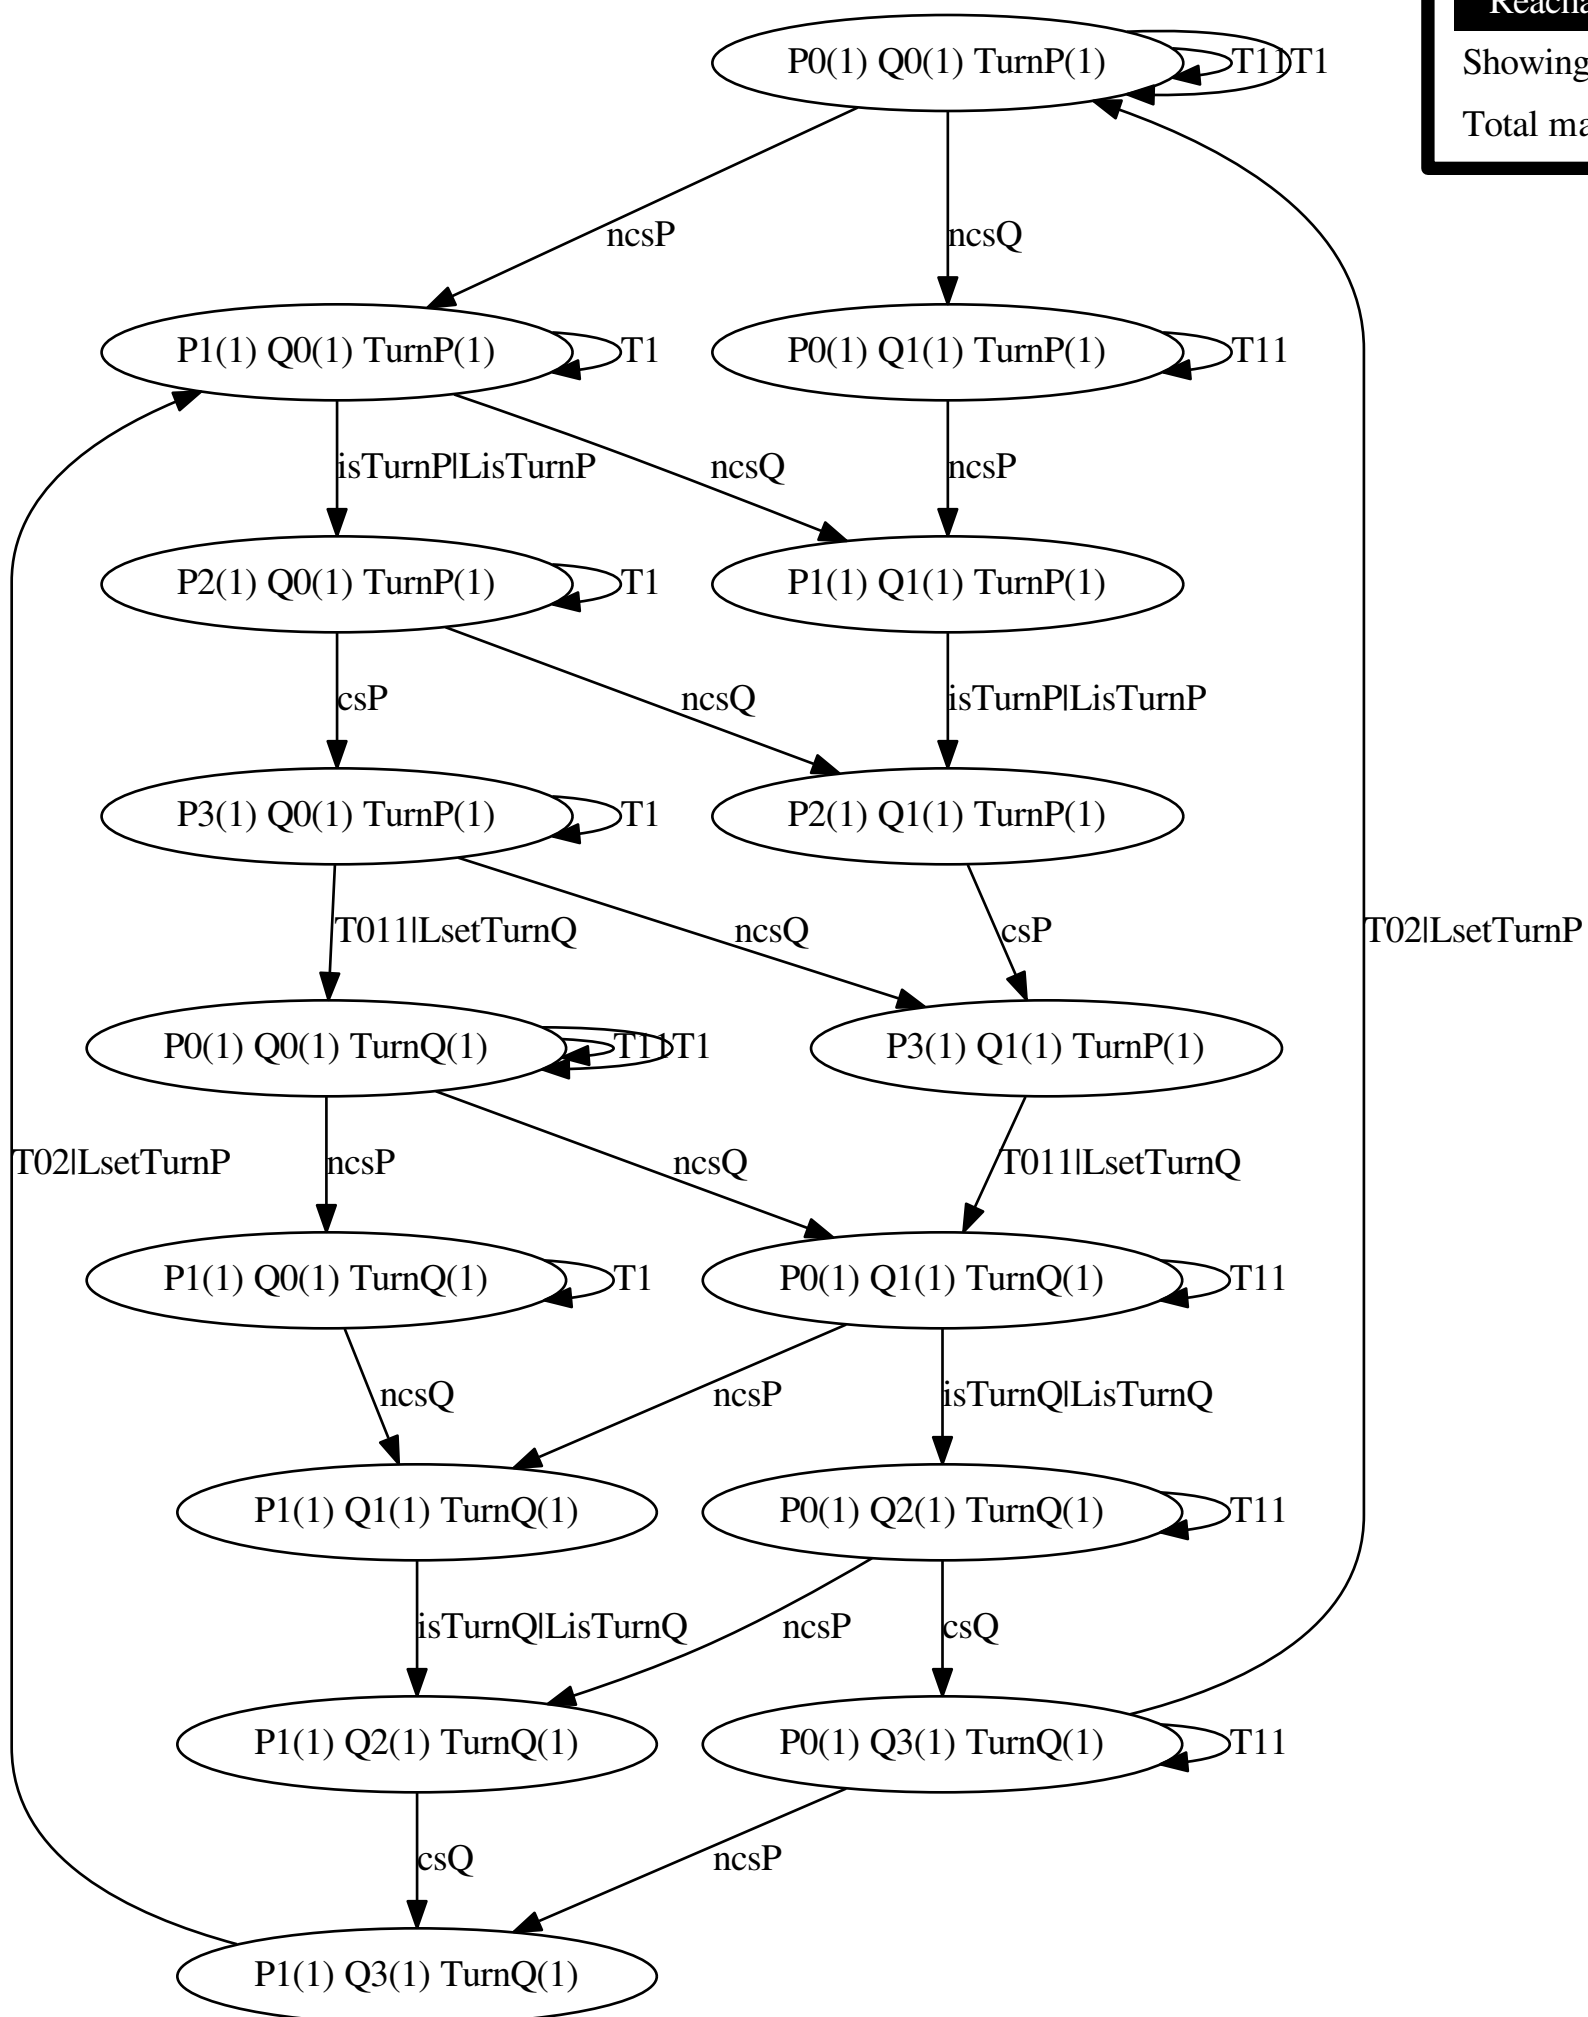 Showing
Total
P0(1) Q0(1) TurnP(1)
T11
T1
ncsP
ncsQ
P1(1) Q0(1) TurnP(1)
T1
P0(1) Q1(1) TurnP(1)
T11
isTurnP|LisTurnP
ncsQ
ncsP
P2(1) Q0(1) TurnP(1)
T1
P1(1) Q1(1) TurnP(1)
csP
ncsQ
isTurnP|LisTurnP
P3(1) Q0(1) TurnP(1)
T1
P2(1) Q1(1) TurnP(1)
T011|LsetTurnQ
ncsQ
csP
T02|LsetTurnP
P0(1) Q0(1) TurnQ(1)
T11
T1
P3(1) Q1(1) TurnP(1)
T02|LsetTurnP
ncsP
ncsQ
T011|LsetTurnQ
P1(1) Q0(1) TurnQ(1)
T1
P0(1) Q1(1) TurnQ(1)
T11
ncsQ
ncsP
isTurnQ|LisTurnQ
P1(1) Q1(1) TurnQ(1)
P0(1) Q2(1) TurnQ(1)
T11
isTurnQ|LisTurnQ
ncsP
csQ
P1(1) Q2(1) TurnQ(1)
P0(1) Q3(1) TurnQ(1)
T11
csQ
ncsP
P1(1) Q3(1) TurnQ(1)